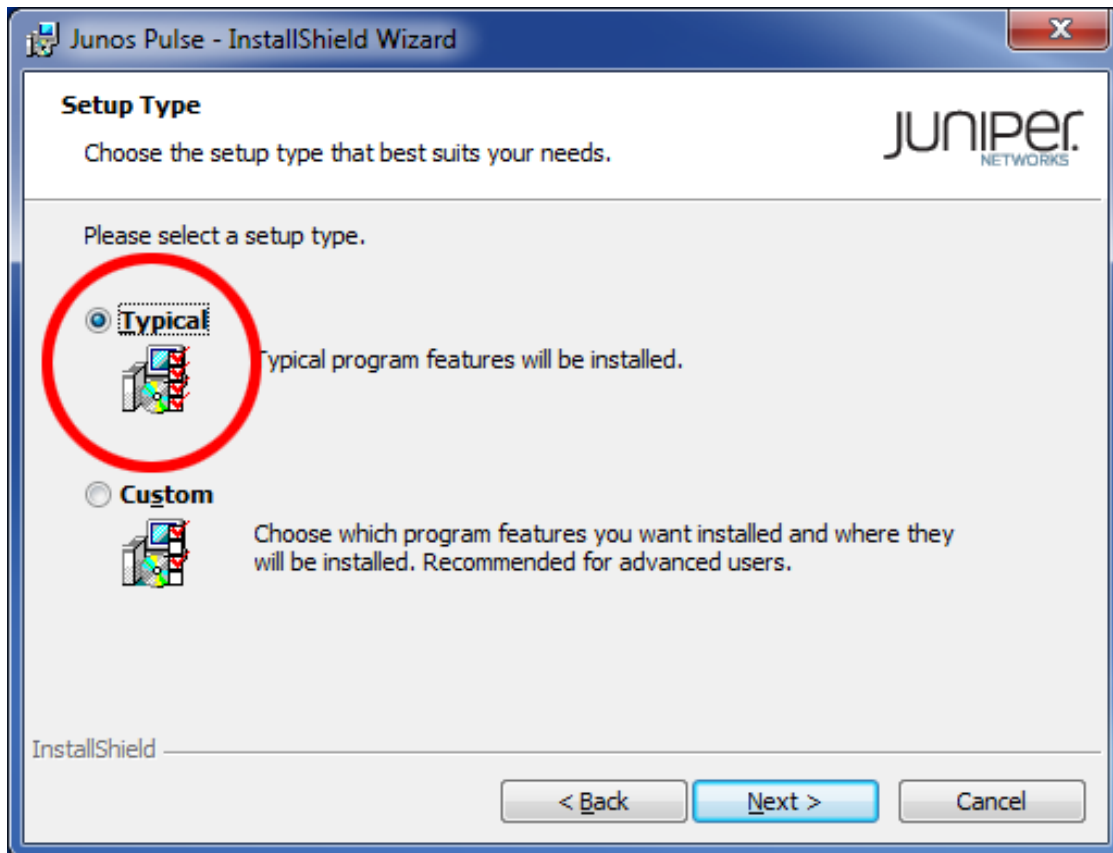 Junos Pulse - InstallShield Wizard
Setup Type
Choose the setup type that best suits your needs.
JUNIPER
NETWORKS
Please select a setup type.
Typical
Typical program features will be installed.
Custom
Choose which program features you want installed and where they
will be installed. Recommended for advanced users.
InstallShield
< Back
Next >
Cancel